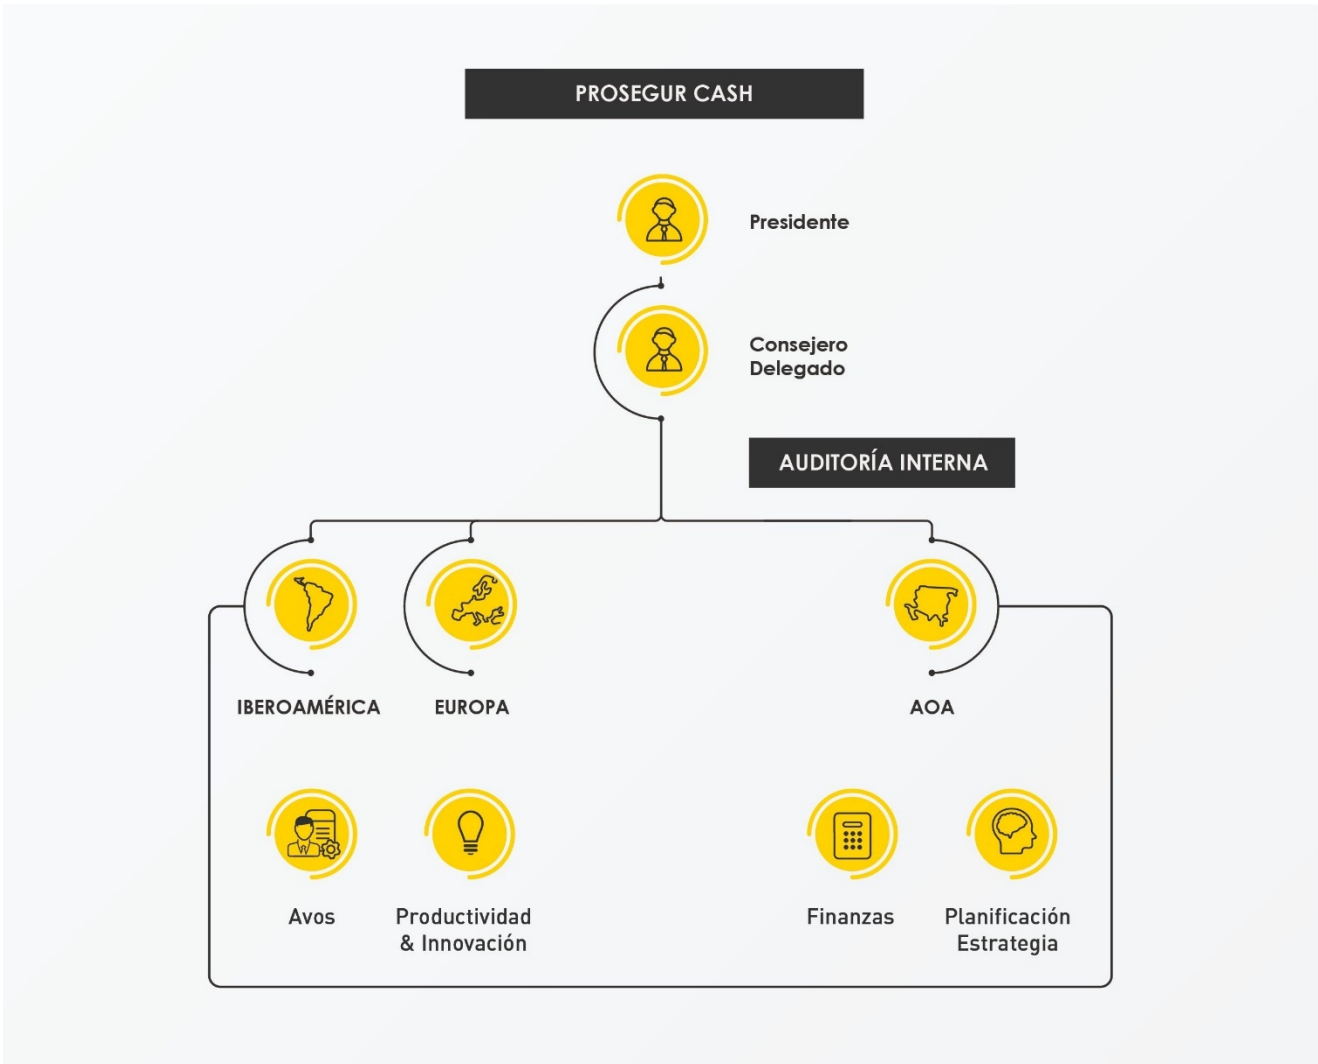 PROSEGUR CASH
Presidente
Consejero
Delegado
AUDITORÍA INTERNA
IBEROAMÉRICA
EUROPA
AOA
Avos
Productividad
& Innovación
Finanzas
Planificación
Estrategia